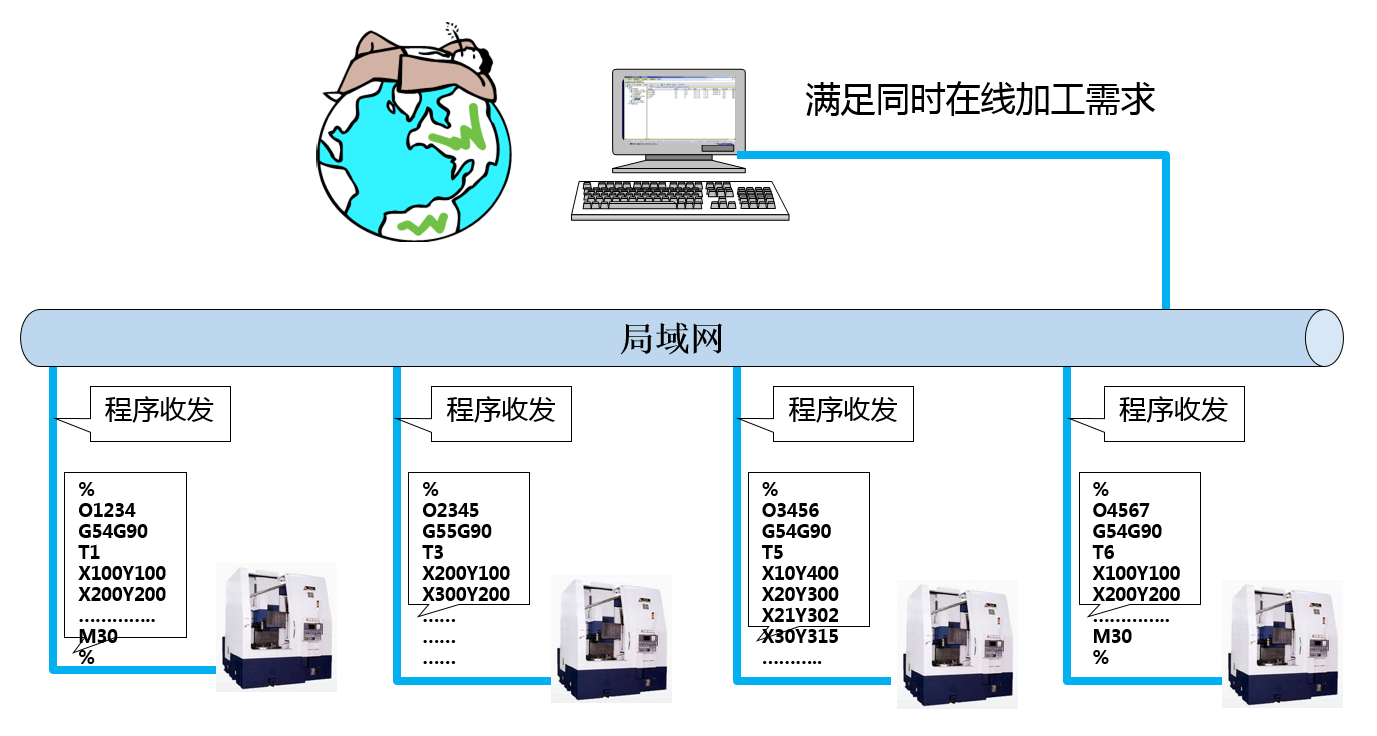 满足同时在线加工需求
局域网
程序收发
程序收发
程序收发
程序收发
%
O1234
G54G90
T1
X100Y100
X200Y200
..............
M30
%
%
O2345
G55G90
T3
X200Y100
X300Y200
......
......
......
%
O3456
G54G90
T5
X10Y400
X20Y300
X21Y302
X30Y315
...........
%
O4567
G54G90
T6
X100Y100
X200Y200
..............
M30
%